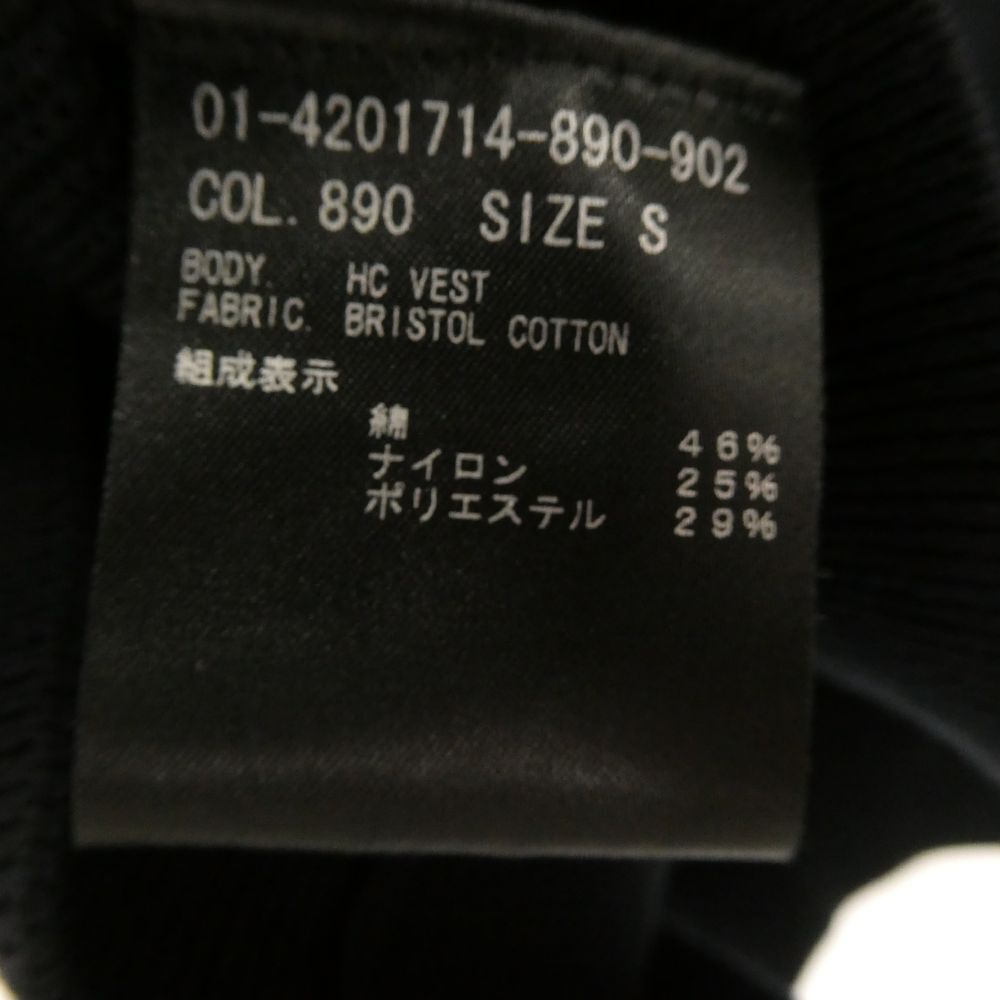 01-4201714-890-902
COL. 890 SIZE S
BODY. HC VEST
FABRIC. BRISTOL COTTON
組成表示
綿 46%
ナイロン 25%
ポリエステル 29%